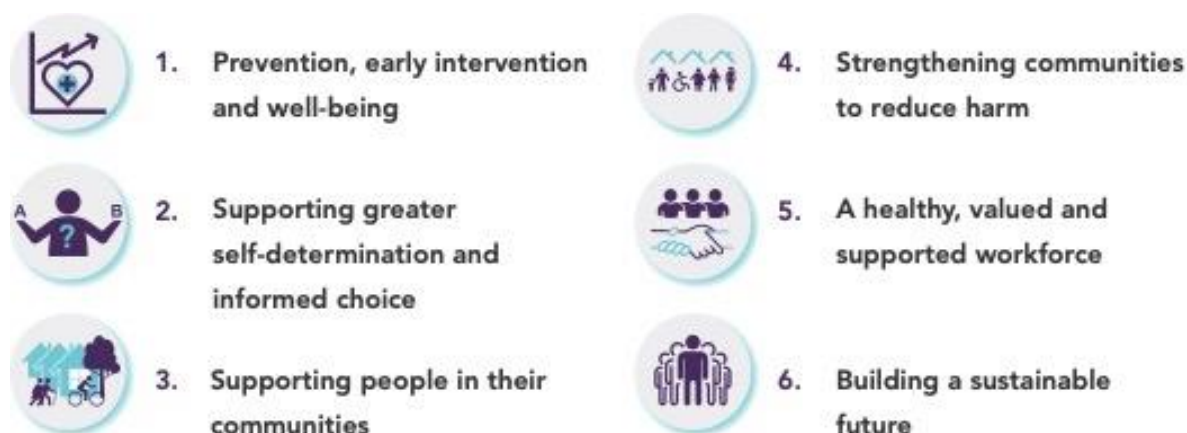 1. Prevention, early intervention
and well-being
A B
?
2. Supporting greater
self-determination and
informed choice
3. Supporting people in their
communities
4. Strengthening communities
to reduce harm
5. A healthy, valued and
supported workforce
6. Building a sustainable
future